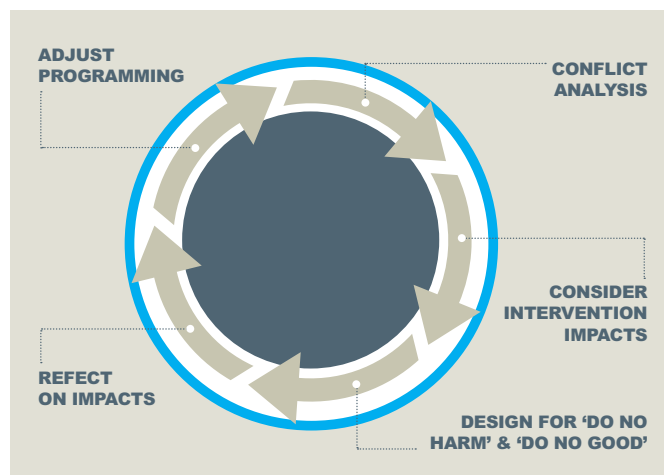 ADJUST
PROGRAMMING
CONFLICT
ANALYSIS
CONSIDER
INTERVENTION
IMPACTS
DESIGN FOR ‘DO NO
HARM’ & ‘DO NO GOOD’
REFECT
ON IMPACTS